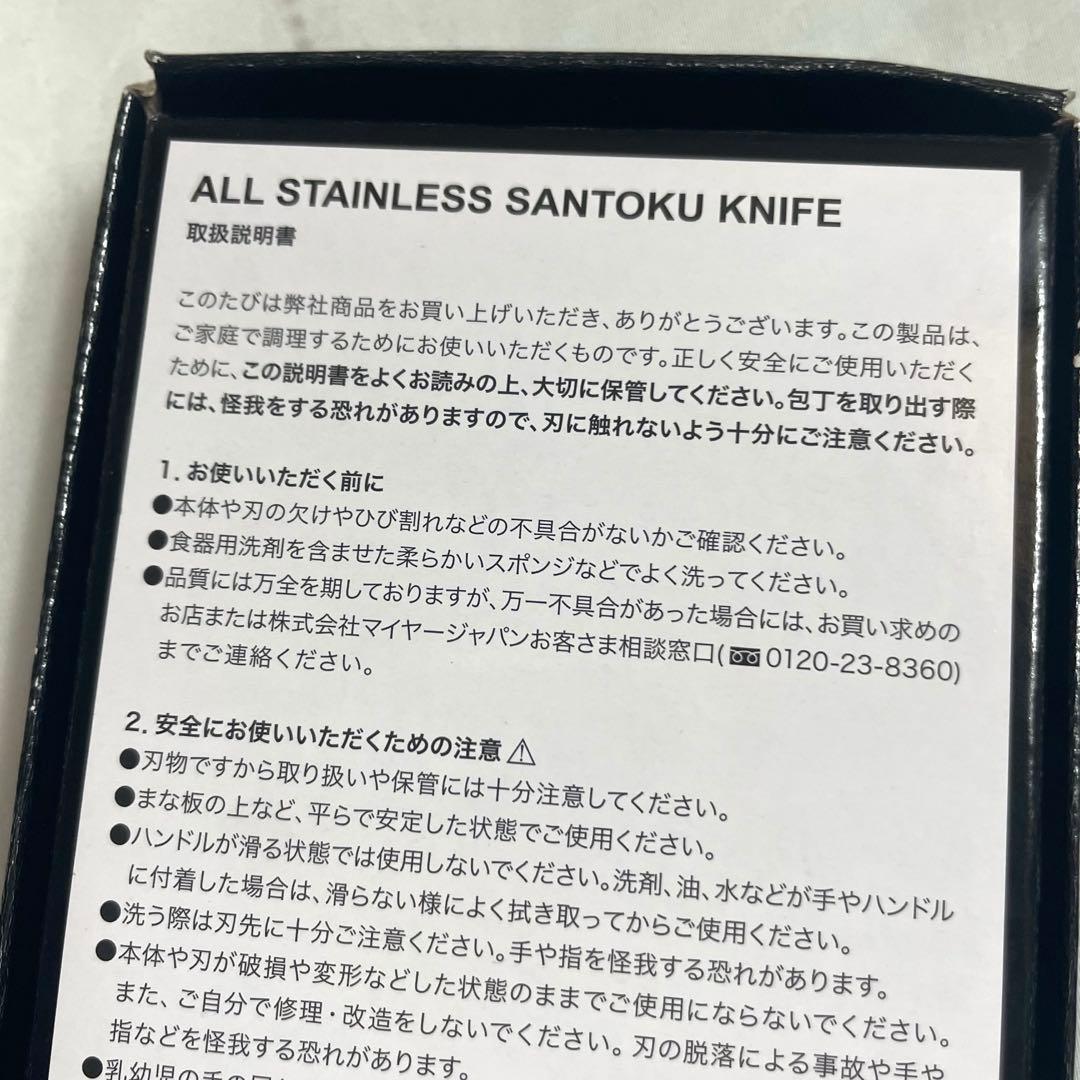 ALL STAINLESS SANTOKU KNIFE
取扱説明書
このたびは弊社商品をお買い上げいただき、ありがとうございます。この製品は、
ご家庭で調理するためにお使いいただくものです。正しく安全にご使用いただく
ために、この説明書をよくお読みの上、大切に保管してください。包丁を取り出す際
には、怪我をする恐れがありますので、刃に触れないよう十分にご注意ください。
1. お使いいただく前に
●本体や刃の欠けやひび割れなどの不具合がないかご確認ください。
●食器用洗剤を含ませた柔らかいスポンジなどでよく洗ってください。
●品質には万全を期しておりますが、万一不具合があった場合には、お買い求めの
お店または株式会社マイヤージャパンお客さま相談窓口(0120-23-8360)
までご連絡ください。
2. 安全にお使いいただくための注意⚠
●刃物ですから取り扱いや保管には十分注意してください。
●まな板の上など、平らで安定した状態でご使用ください。
●ハンドルが滑る状態では使用しないでください。洗剤、油、水などが手やハンドル
に付着した場合は、滑らない様によく拭き取ってからご使用ください。
●洗う際は刃先に十分ご注意ください。手や指を怪我する恐れがあります。
●本体や刃が破損や変形などした状態のままでご使用にならないでください。
また、ご自分で修理・改造をしないでください。刃の脱落による事故や手や
指などを怪我する恐れがあります。
●乳幼児の手の